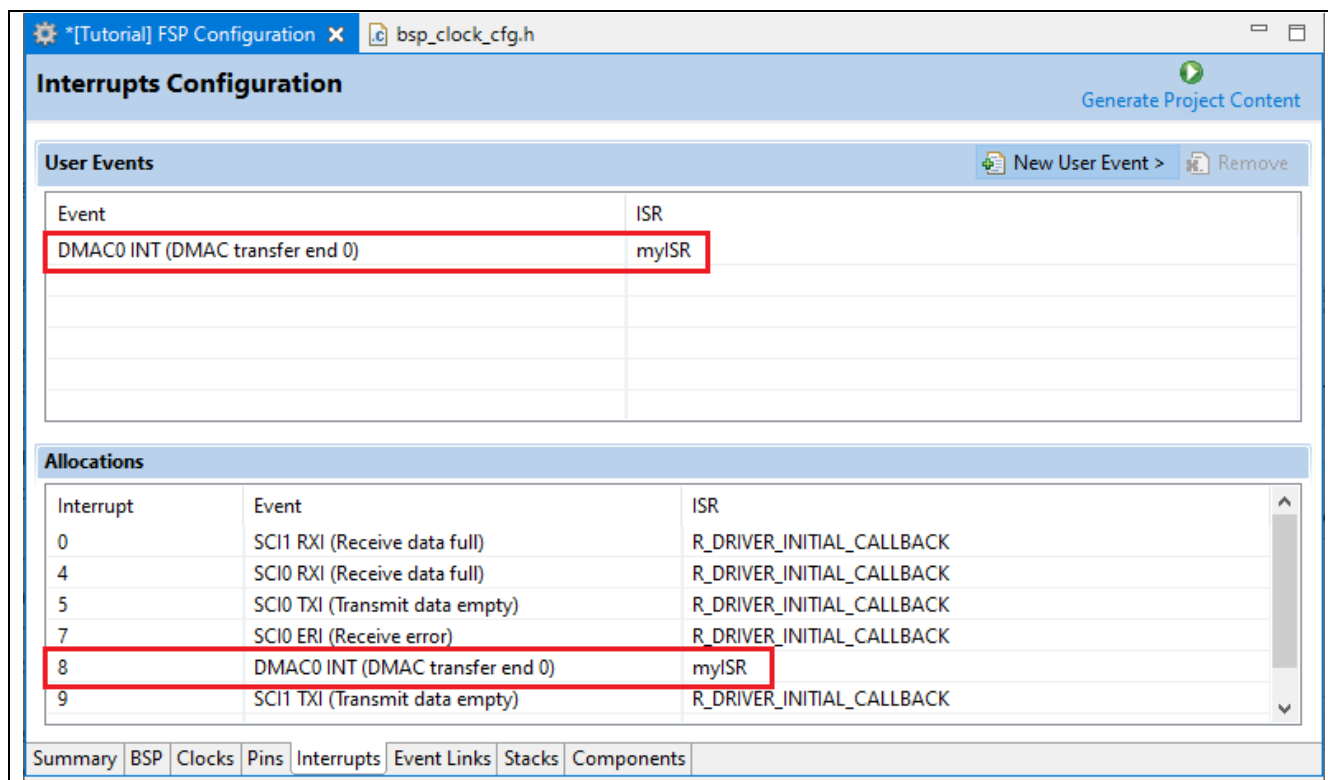 *[Tutorial] FSP Configuration bsp_clock_cfg.h
Interrupts Configuration
Generate Project Content
User Events New User Event > Remove
Event ISR
DMAC0 INT (DMAC transfer end 0) myISR
Allocations
Interrupt Event ISR
0 SCI1 RXI (Receive data full) R_DRIVER_INITIAL_CALLBACK
4 SCI0 RXI (Receive data full) R_DRIVER_INITIAL_CALLBACK
5 SCI0 TXI (Transmit data empty) R_DRIVER_INITIAL_CALLBACK
7 SCI0 ERI (Receive error) R_DRIVER_INITIAL_CALLBACK
8 DMAC0 INT (DMAC transfer end 0) myISR
9 SCI1 TXI (Transmit data empty) R_DRIVER_INITIAL_CALLBACK
Summary BSP Clocks Pins Interrupts Event Links Stacks Components